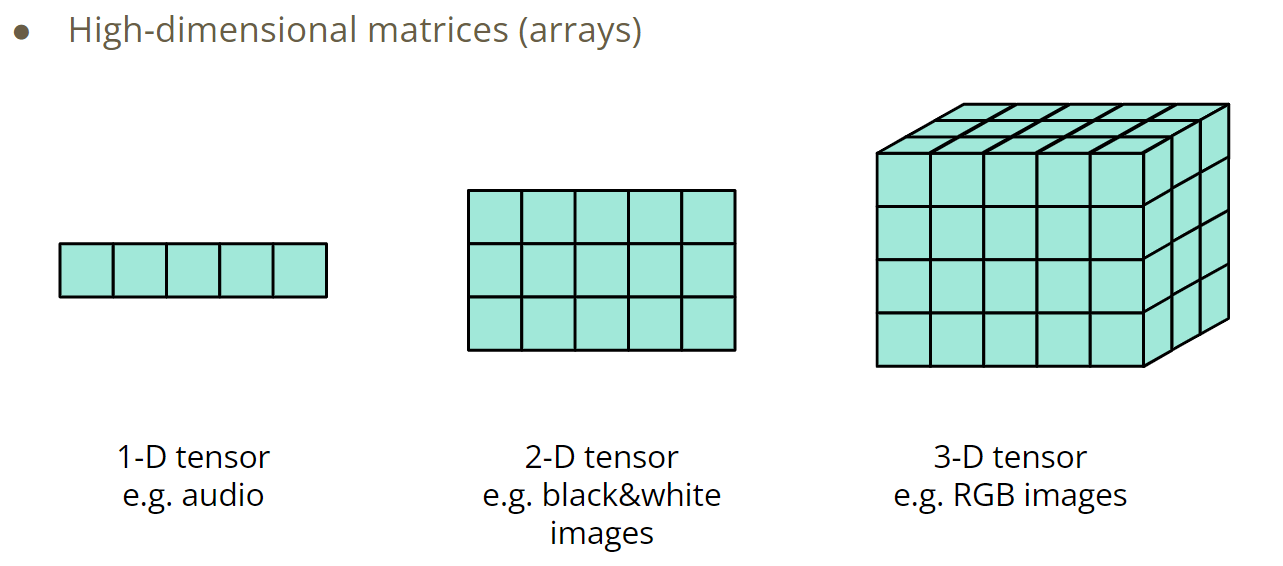 ● High-dimensional matrices (arrays)
1-D tensor
e.g. audio
2-D tensor
e.g. black&white
images
3-D tensor
e.g. RGB images